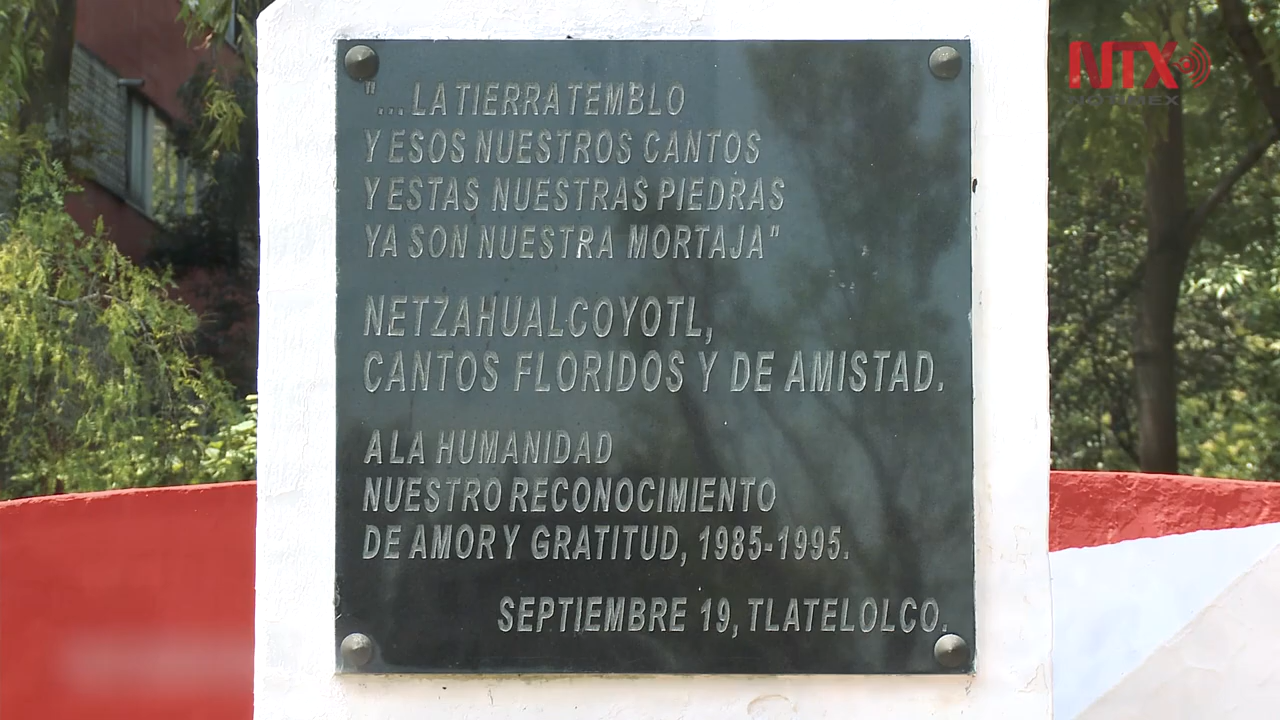 NTX
NOTIMEX
"... LA TIERRA TEMBLO
Y ESOS NUESTROS CANTOS
Y ESTAS NUESTRAS PIEDRAS
YA SON NUESTRA MORTAJA"
NETZAHUALCOYOTL,
CANTOS FLORIDOS Y DE AMISTAD.
A LA HUMANIDAD
NUESTRO RECONOCIMIENTO
DE AMOR Y GRATITUD, 1985-1995.
SEPTIEMBRE 19, TLATELOLCO.